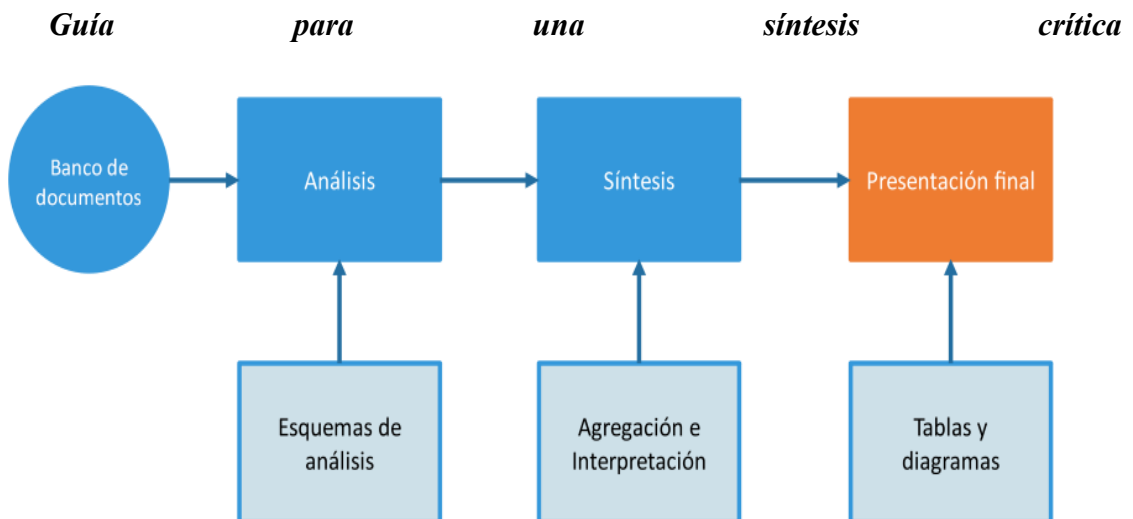 Guía para una síntesis crítica
Banco de
documentos
Análisis
Síntesis
Presentación final
Esquemas de
análisis
Agregación e
Interpretación
Tablas y
diagramas